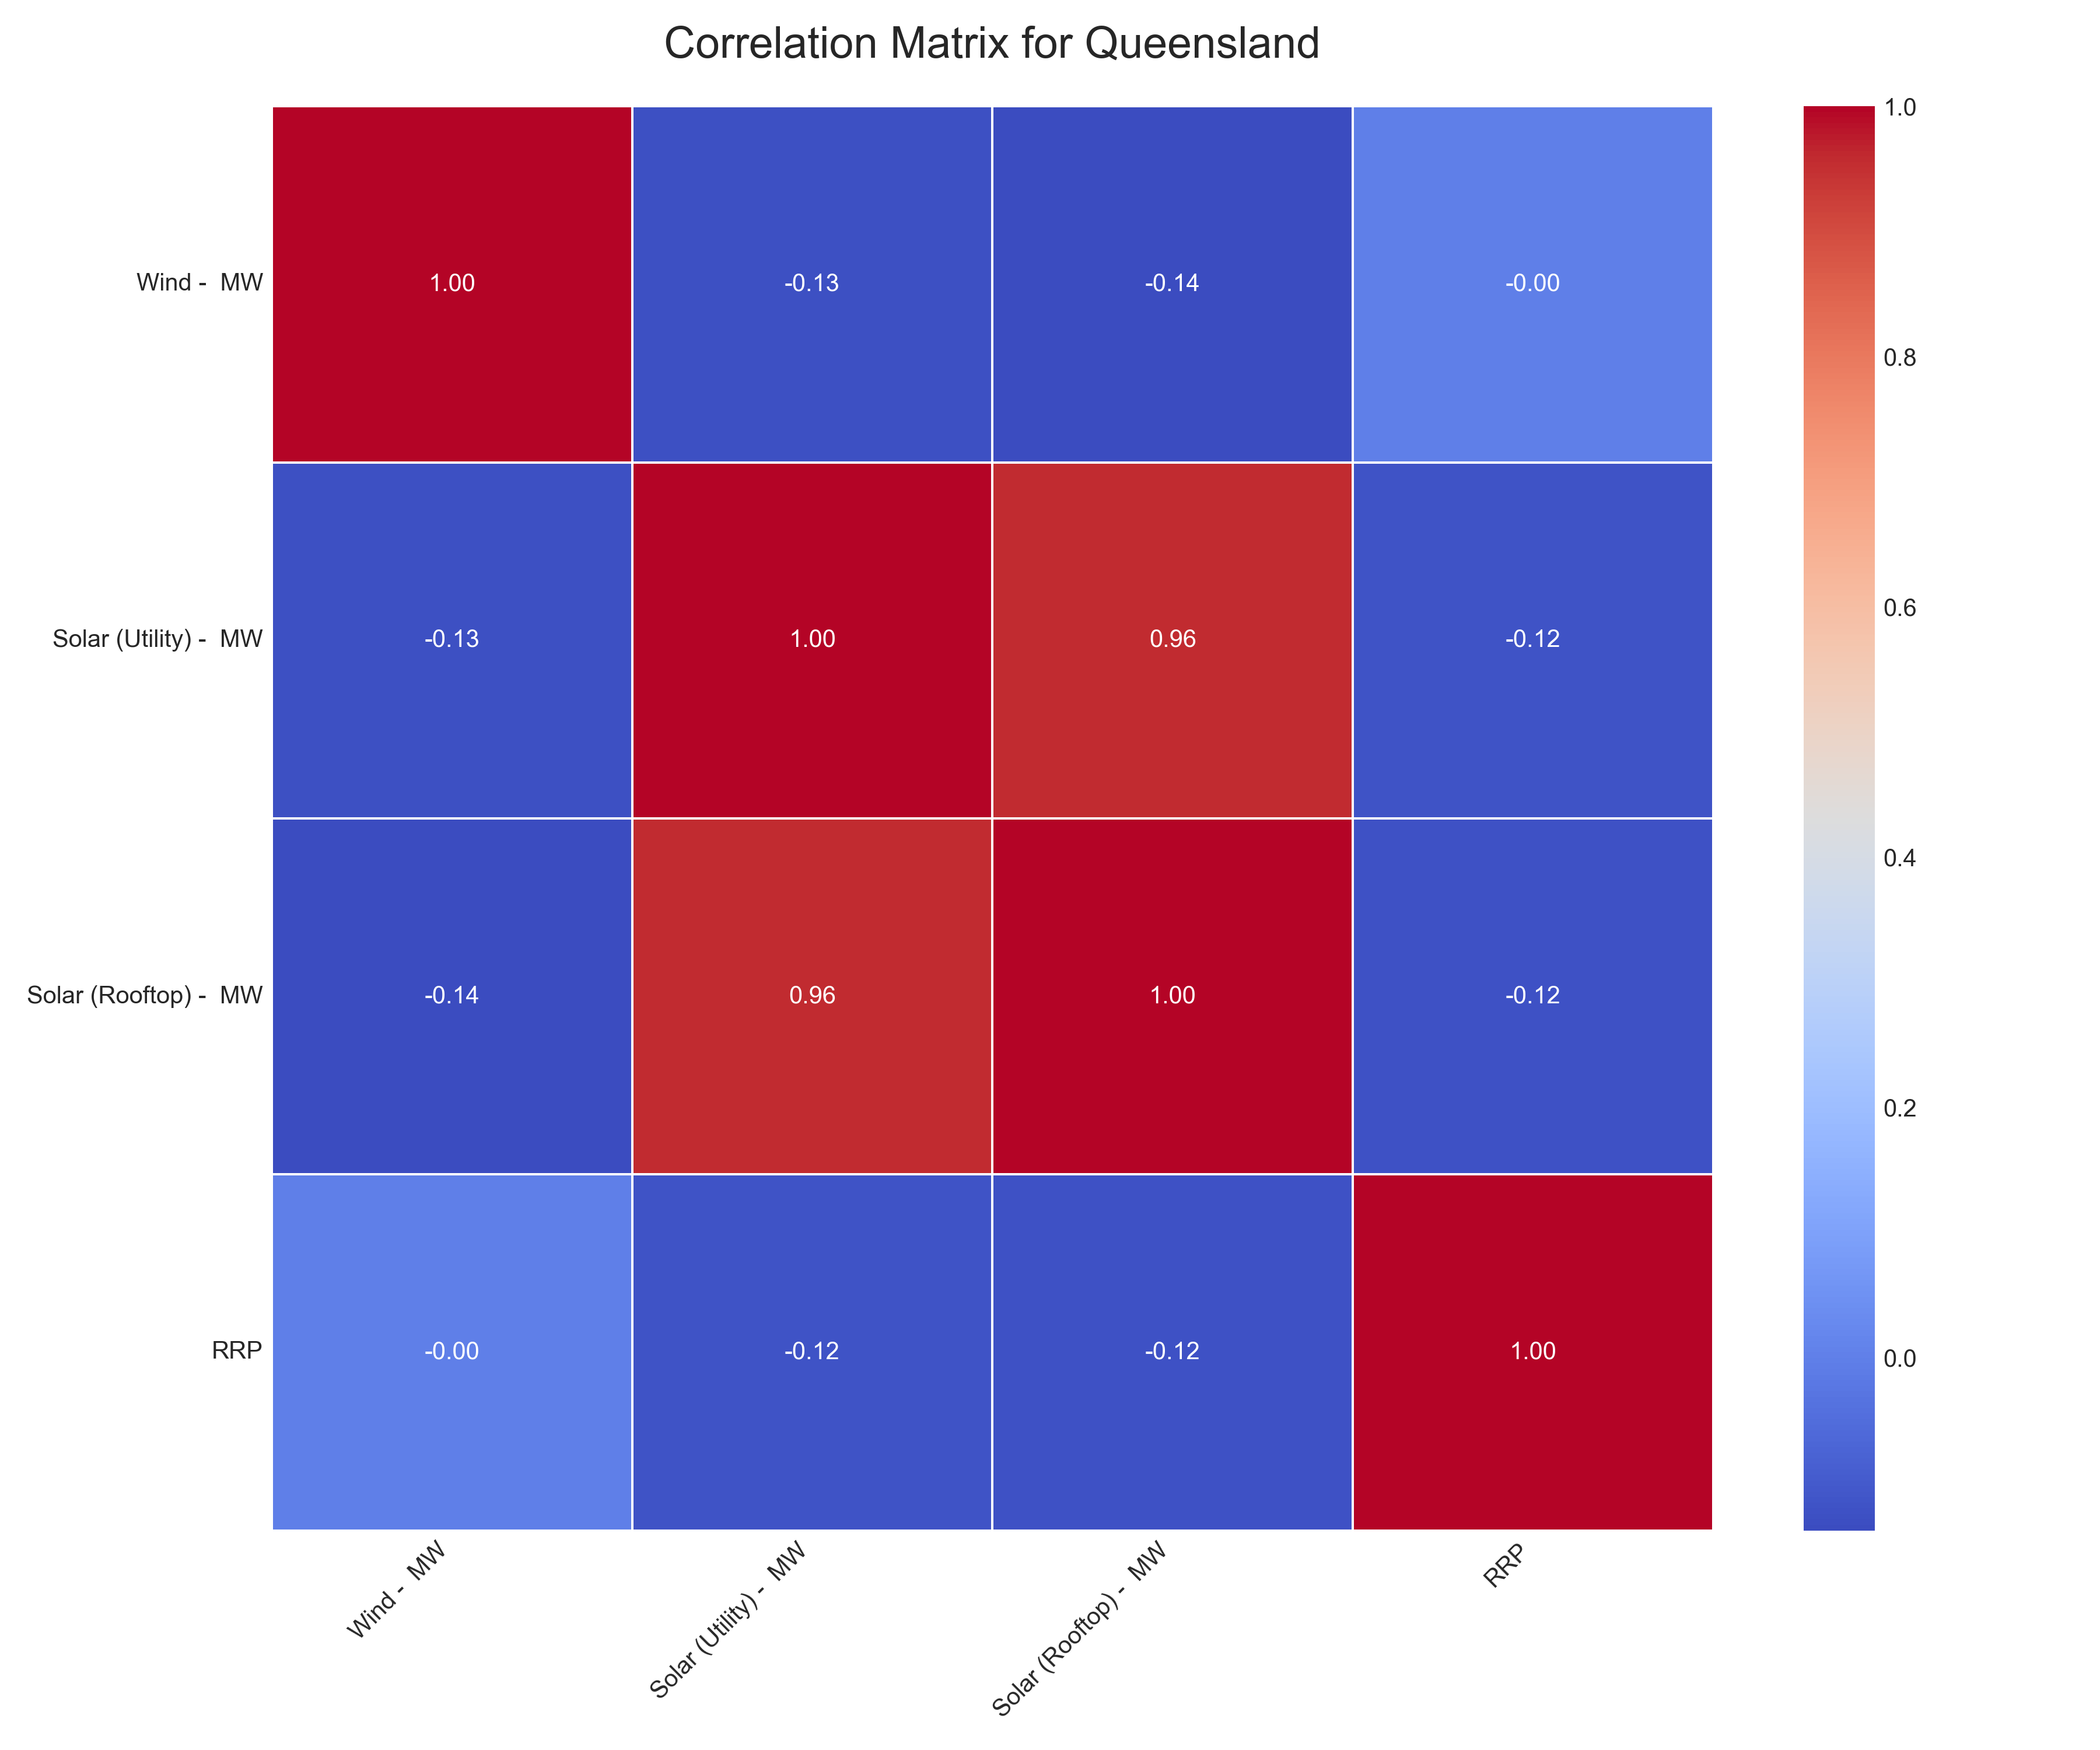 Correlation Matrix for Queensland
Wind -  MW
1.00
-0.13
-0.14
-0.00
Solar (Utility) -  MW
-0.13
1.00
0.96
-0.12
Solar (Rooftop) -  MW
-0.14
0.96
1.00
-0.12
RRP
-0.00
-0.12
-0.12
1.00
Wind -  MW
Solar (Utility) -  MW
Solar (Rooftop) -  MW
RRP
1.0
0.8
0.6
0.4
0.2
0.0